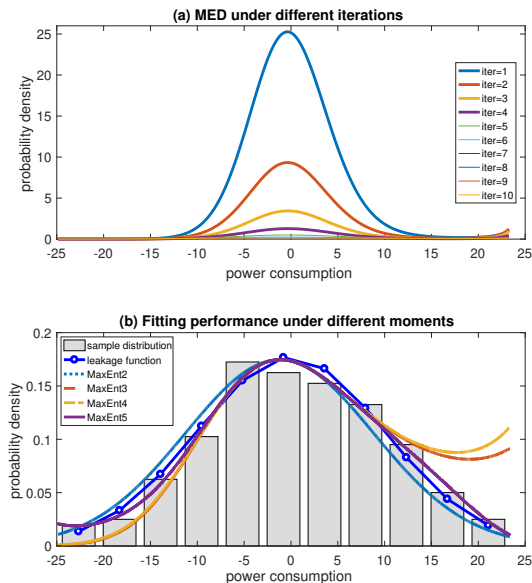 (a) MED under different iterations
25
20
15
10
5
0
probability density
iter=1
iter=2
iter=3
iter=4
iter=5
iter=6
iter=7
iter=8
iter=9
iter=10
-25 -20 -15 -10 -5 0 5 10 15 20 25
power consumption
(b) Fitting performance under different moments
0.2
0.15
0.1
0.05
0
probability density
sample distribution
leakage function
MaxEnt2
MaxEnt3
MaxEnt4
MaxEnt5
-25 -20 -15 -10 -5 0 5 10 15 20 25
power consumption